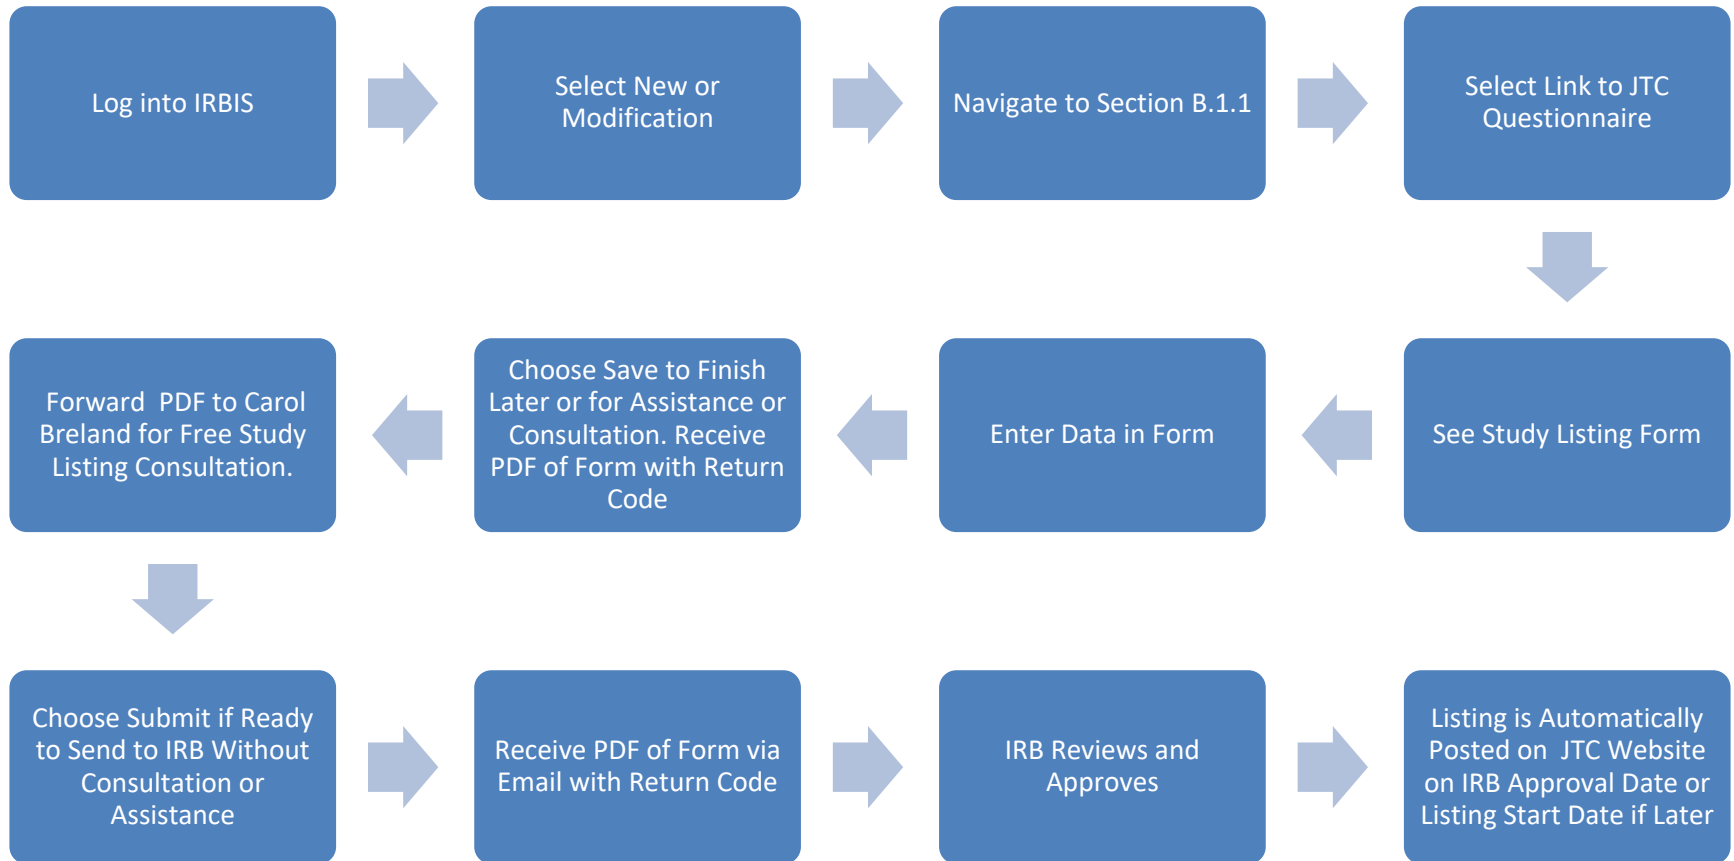 Log into IRBIS
Select New or
Modification
Navigate to Section B.1.1
Select Link to JTC
Questionnaire
See Study Listing Form
Enter Data in Form
Choose Save to Finish
Later or for Assistance or
Consultation. Receive
PDF of Form with Return
Code
Forward  PDF to Carol
Breland for Free Study
Listing Consultation.
Choose Submit if Ready
to Send to IRB Without
Consultation or
Assistance
Receive PDF of Form via
Email with Return Code
IRB Reviews and
Approves
Listing is Automatically
Posted on  JTC Website
on IRB Approval Date or
Listing Start Date if Later